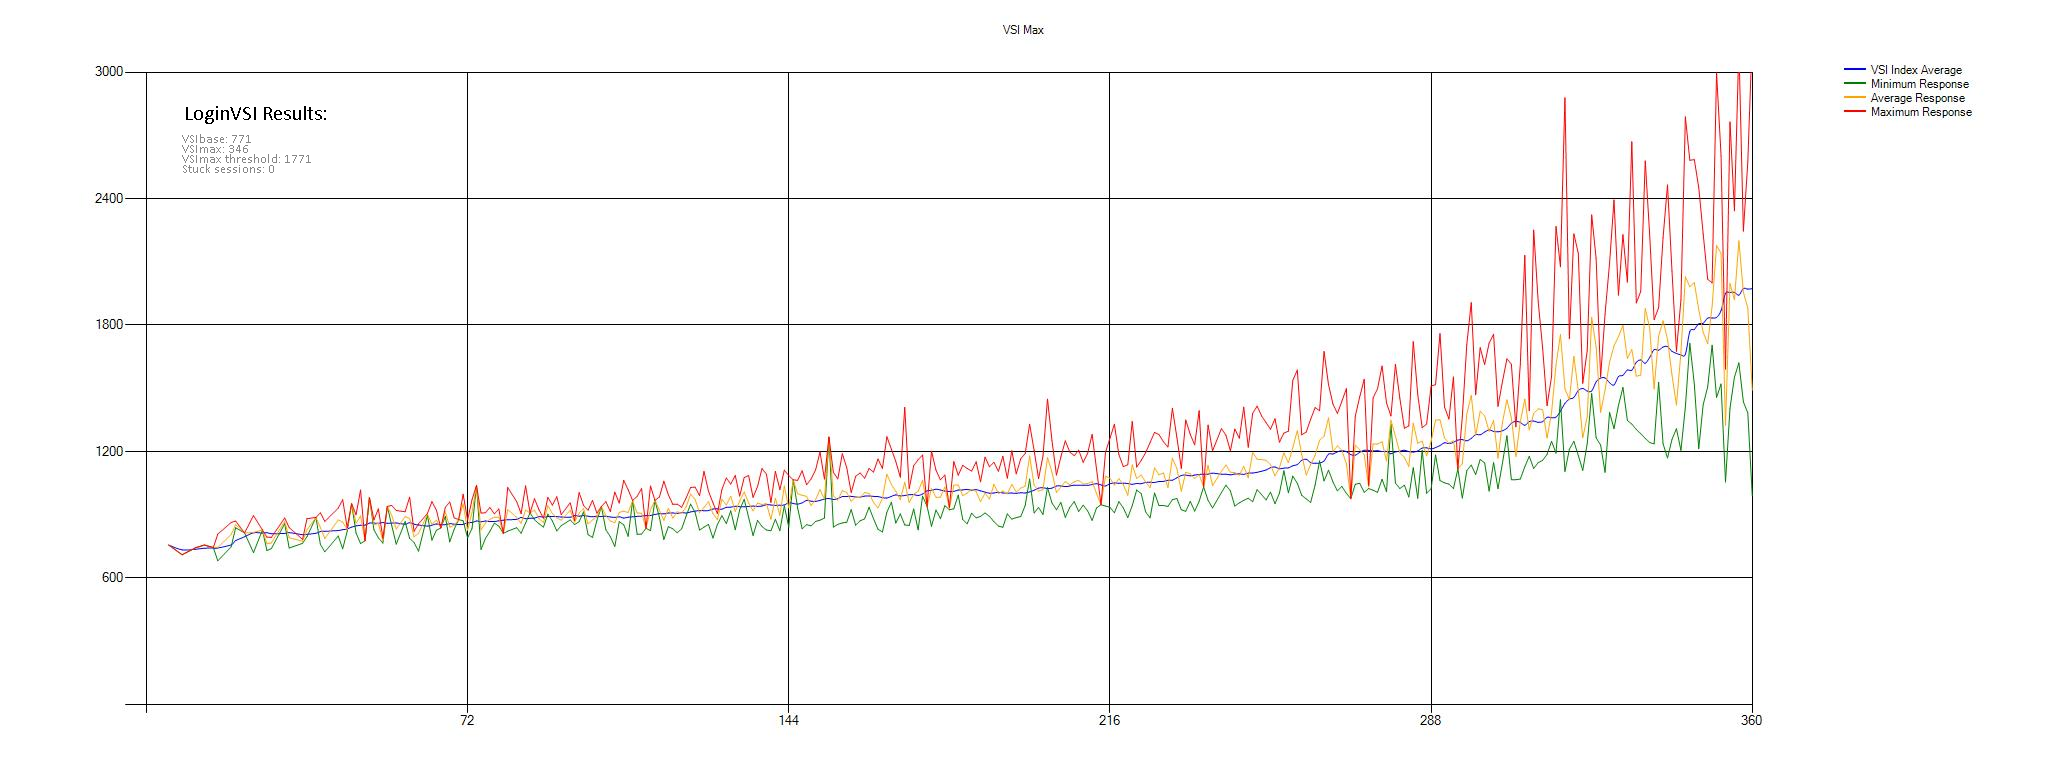 VSI Max
3000
2400
1800
1200
600
72
144
216
288
360
LoginVSI Results:
VSIbase: 771
VSImax: 346
VSImax threshold: 1771
Stuck sessions: 0
VSI Index Average
Minimum Response
Average Response
Maximum Response